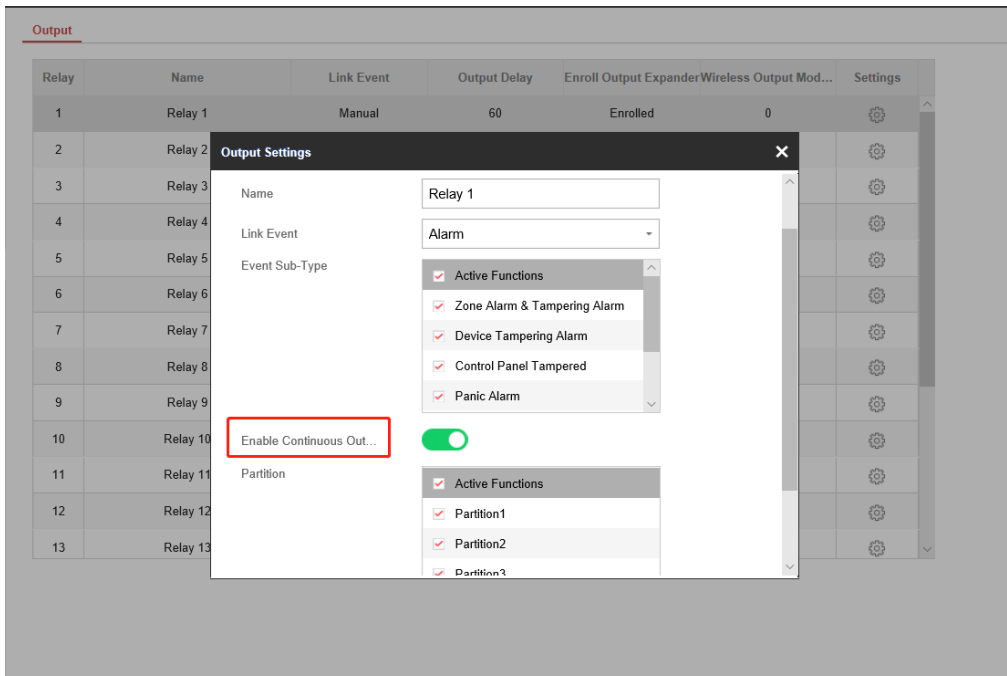 Output
Relay Name Link Event Output Delay Enroll Output Expander Wireless Output Mod... Settings
1 Relay 1 Manual 60 Enrolled 0
2 Relay 2
3 Relay 3
4 Relay 4
5 Relay 5
6 Relay 6
7 Relay 7
8 Relay 8
9 Relay 9
10 Relay 10
11 Relay 11
12 Relay 12
13 Relay 13
Output Settings
Name Relay 1
Link Event Alarm
Event Sub-Type
Active Functions
Zone Alarm & Tampering Alarm
Device Tampering Alarm
Control Panel Tampered
Panic Alarm
Enable Continuous Out...
Partition
Active Functions
Partition1
Partition2
Partition3